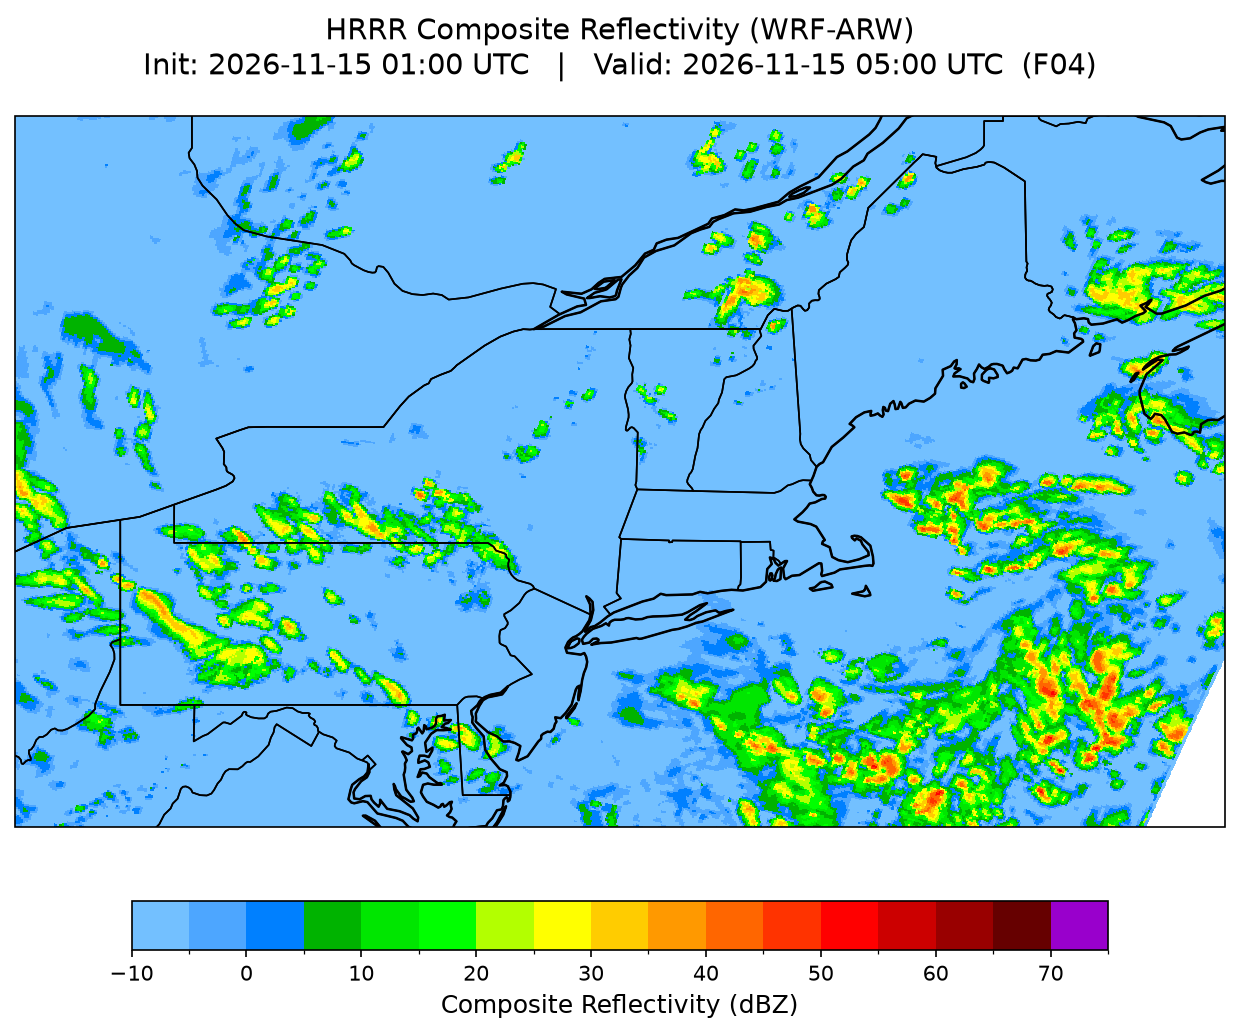 HRRR Composite Reflectivity (WRF-ARW)
Init: 2026-11-15 01:00 UTC | Valid: 2026-11-15 05:00 UTC (F04)
−10 0 10 20 30 40 50 60 70
Composite Reflectivity (dBZ)